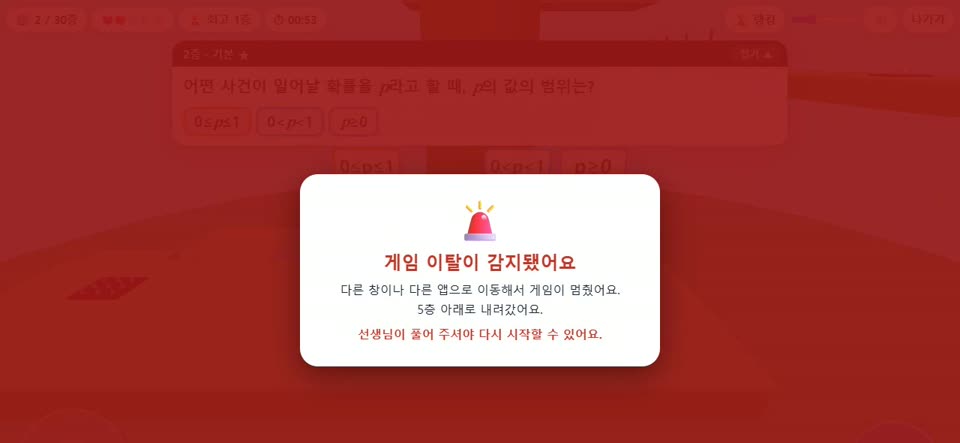 2 / 30층
최고 1층
00:53
랭킹
나가기
2층 · 기본 ★
접기 ▲
어떤 사건이 일어날 확률을 p라고 할 때, p의 값의 범위는?
0≤p≤1
0<p<1
p≥0
0≤p≤1
0<p<1
p≥0
게임 이탈이 감지됐어요
다른 창이나 다른 앱으로 이동해서 게임이 멈췄어요.
5층 아래로 내려갔어요.
선생님이 풀어 주셔야 다시 시작할 수 있어요.